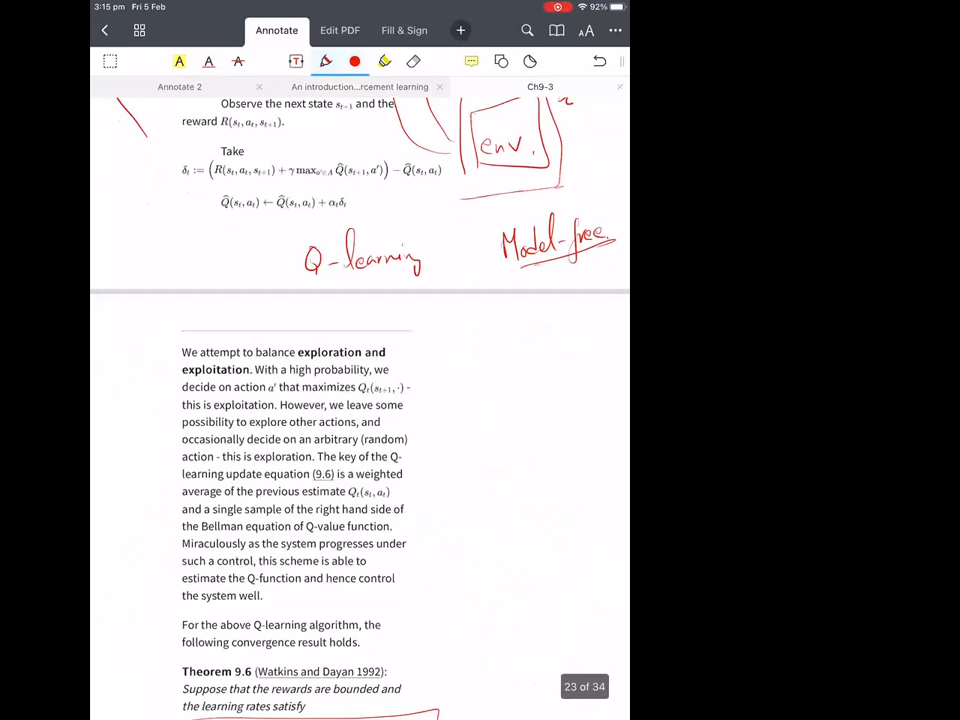 3:15 pm Fri 5 Feb
92%
Annotate
Edit PDF
Fill & Sign
Annotate 2
An introduction...rcement learning
Ch9-3
Observe the next state s_{t+1} and the
reward R(s_t, a_t, s_{t+1}).
env.
Take
δ_t := (R(s_t, a_t, s_{t+1}) + γ max_{a'∈A} Q̂(s_{t+1}, a')) − Q̂(s_t, a_t)
Q̂(s_t, a_t) ← Q̂(s_t, a_t) + α_tδ_t
Q-learning
Model-free
We attempt to balance exploration and
exploitation. With a high probability, we
decide on action a' that maximizes Q_t(s_{t+1}, ·) -
this is exploitation. However, we leave some
possibility to explore other actions, and
occasionally decide on an arbitrary (random)
action - this is exploration. The key of the Q-
learning update equation (9.6) is a weighted
average of the previous estimate Q_t(s_t, a_t)
and a single sample of the right hand side of
the Bellman equation of Q-value function.
Miraculously as the system progresses under
such a control, this scheme is able to
estimate the Q-function and hence control
the system well.
For the above Q-learning algorithm, the
following convergence result holds.
Theorem 9.6 (Watkins and Dayan 1992):
Suppose that the rewards are bounded and
the learning rates satisfy
23 of 34